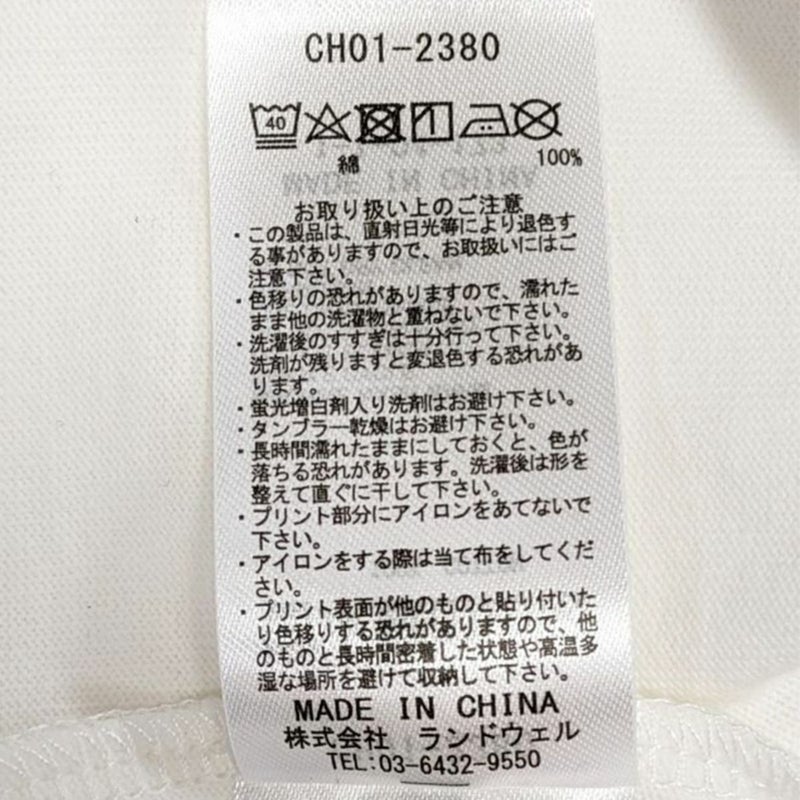 CH01-2380
40
綿 100%
お取り扱い上のご注意
・この製品は、直射日光等により退色す
る事がありますので、お取扱いにはご
注意下さい。
・色移りの恐れがありますので、濡れた
まま他の洗濯物と重ねないで下さい。
・洗濯後のすすぎは十分行って下さい。
洗剤が残りますと変退色する恐れがあ
ります。
・蛍光増白剤入り洗剤はお避け下さい。
・タンブラー乾燥はお避け下さい。
・長時間濡れたままにしておくと、色が
落ちる恐れがあります。洗濯後は形を
整えて直ぐに干して下さい。
・プリント部分にアイロンをあてないで
下さい。
・アイロンをする際は当て布をしてくだ
さい。
・プリント表面が他のものと貼り付いた
り色移りする恐れがありますので、他
のものと長時間密着した状態や高温多
湿な場所を避けて収納して下さい。
MADE IN CHINA
株式会社 ランドウェル
TEL:03-6432-9550